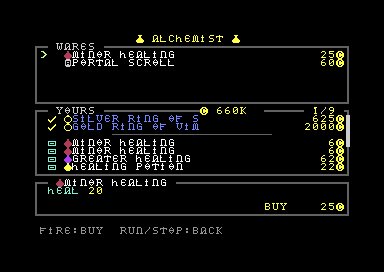 ALCHEMIST
WARES
> MINOR HEALING 25
PORTAL SCROLL 60
YOURS 660K 1/9
SILVER RING OF S 625
GOLD RING OF VIM 2000
MINOR HEALING 6
MINOR HEALING 6
GREATER HEALING 62
HEALING POTION 22
MINOR HEALING
HEAL 20
BUY 25
FIRE:BUY RUN/STOP:BACK